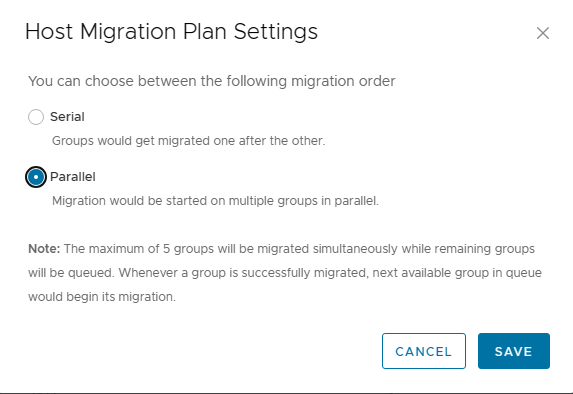 Host Migration Plan Settings
You can choose between the following migration order
Serial
Groups would get migrated one after the other.
Parallel
Migration would be started on multiple groups in parallel.
Note: The maximum of 5 groups will be migrated simultaneously while remaining groups
will be queued. Whenever a group is successfully migrated, next available group in queue
would begin its migration.
CANCEL
SAVE